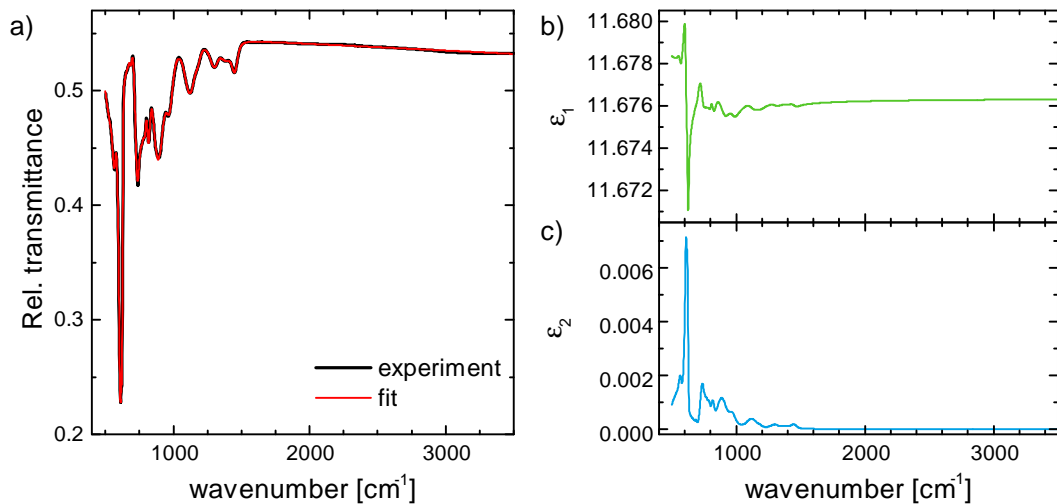 a)
Rel. transmittance
0.5
0.4
0.3
0.2
1000
2000
3000
wavenumber [cm⁻¹]
experiment
fit
b)
ε₁
11.680
11.678
11.676
11.674
11.672
c)
ε₂
0.006
0.004
0.002
0.000
1000
2000
3000
wavenumber [cm⁻¹]